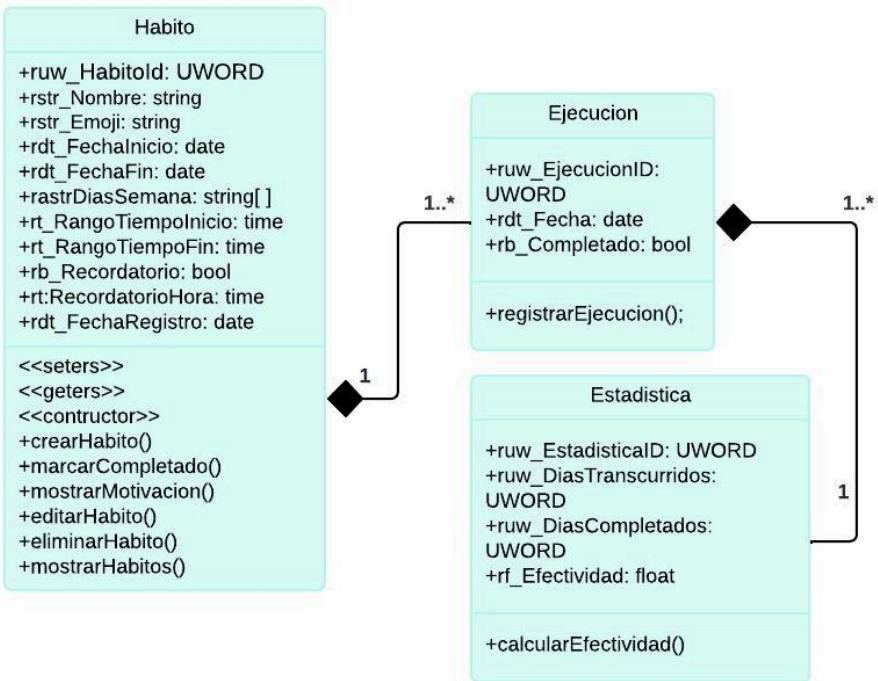 Habito
+ruw_HabitoId: UWORD
+rstr_Nombre: string
+rstr_Emoji: string
+rdt_FechaInicio: date
+rdt_FechaFin: date
+rastrDiasSemana: string[ ]
+rt_RangoTiempoInicio: time
+rt_RangoTiempoFin: time
+rb_Recordatorio: bool
+rt:RecordatorioHora: time
+rdt_FechaRegistro: date
<<seters>>
<<geters>>
<<contructor>>
+crearHabito()
+marcarCompletado()
+mostrarMotivacion()
+editarHabito()
+eliminarHabito()
+mostrarHabitos()
1
1..*
Ejecucion
+ruw_EjecucionID:
UWORD
+rdt_Fecha: date
+rb_Completado: bool
+registrarEjecucion();
1..*
1
Estadística
+ruw_EstadisticaID: UWORD
+ruw_DiasTranscurridos:
UWORD
+ruw_DiasCompletados:
UWORD
+rf_Efectividad: float
+calcularEfectividad()